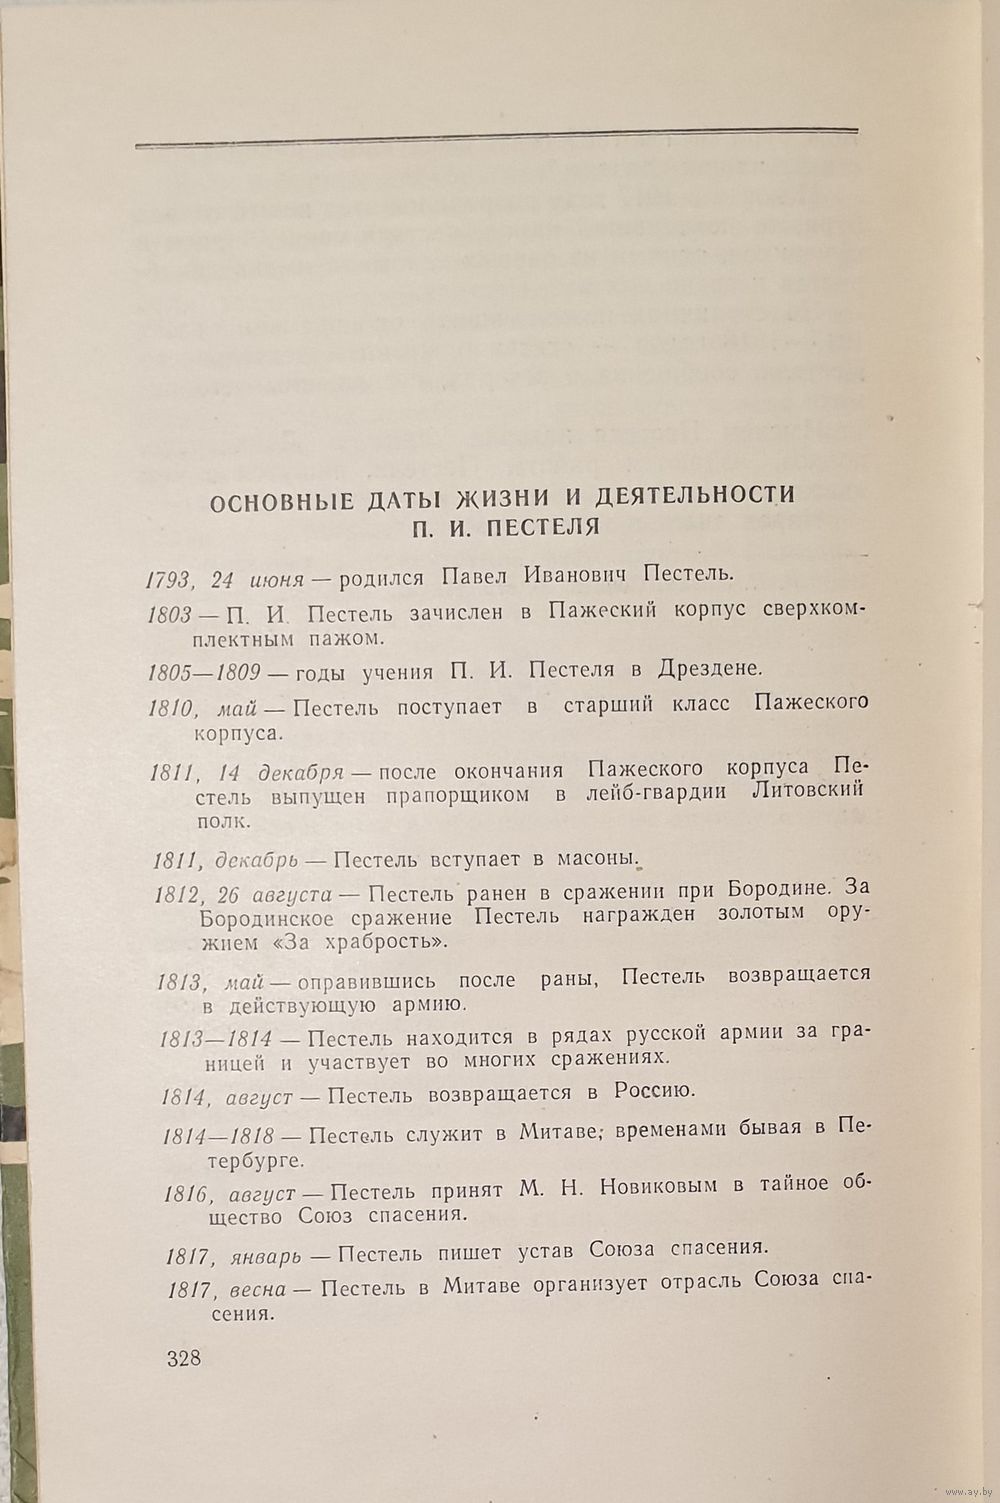 ОСНОВНЫЕ ДАТЫ ЖИЗНИ И ДЕЯТЕЛЬНОСТИ
П. И. ПЕСТЕЛЯ
1793, 24 июня — родился Павел Иванович Пестель.
1803 — П. И. Пестель зачислен в Пажеский корпус сверхком-
плектным пажом.
1805—1809 — годы учения П. И. Пестеля в Дрездене.
1810, май — Пестель поступает в старший класс Пажеского
корпуса.
1811, 14 декабря — после окончания Пажеского корпуса Пе-
стель выпущен прапорщиком в лейб-гвардии Литовский
полк.
1811, декабрь — Пестель вступает в масоны.
1812, 26 августа — Пестель ранен в сражении при Бородине. За
Бородинское сражение Пестель награжден золотым ору-
жием «За храбрость».
1813, май — оправившись после раны, Пестель возвращается
в действующую армию.
1813—1814 — Пестель находится в рядах русской армии за гра-
ницей и участвует во многих сражениях.
1814, август — Пестель возвращается в Россию.
1814—1818 — Пестель служит в Митаве, временами бывая в Пе-
тербурге.
1816, август — Пестель принят М. Н. Новиковым в тайное об-
щество Союз спасения.
1817, январь — Пестель пишет устав Союза спасения.
1817, весна — Пестель в Митаве организует отрасль Союза спа-
сения.
328
www.ay.by